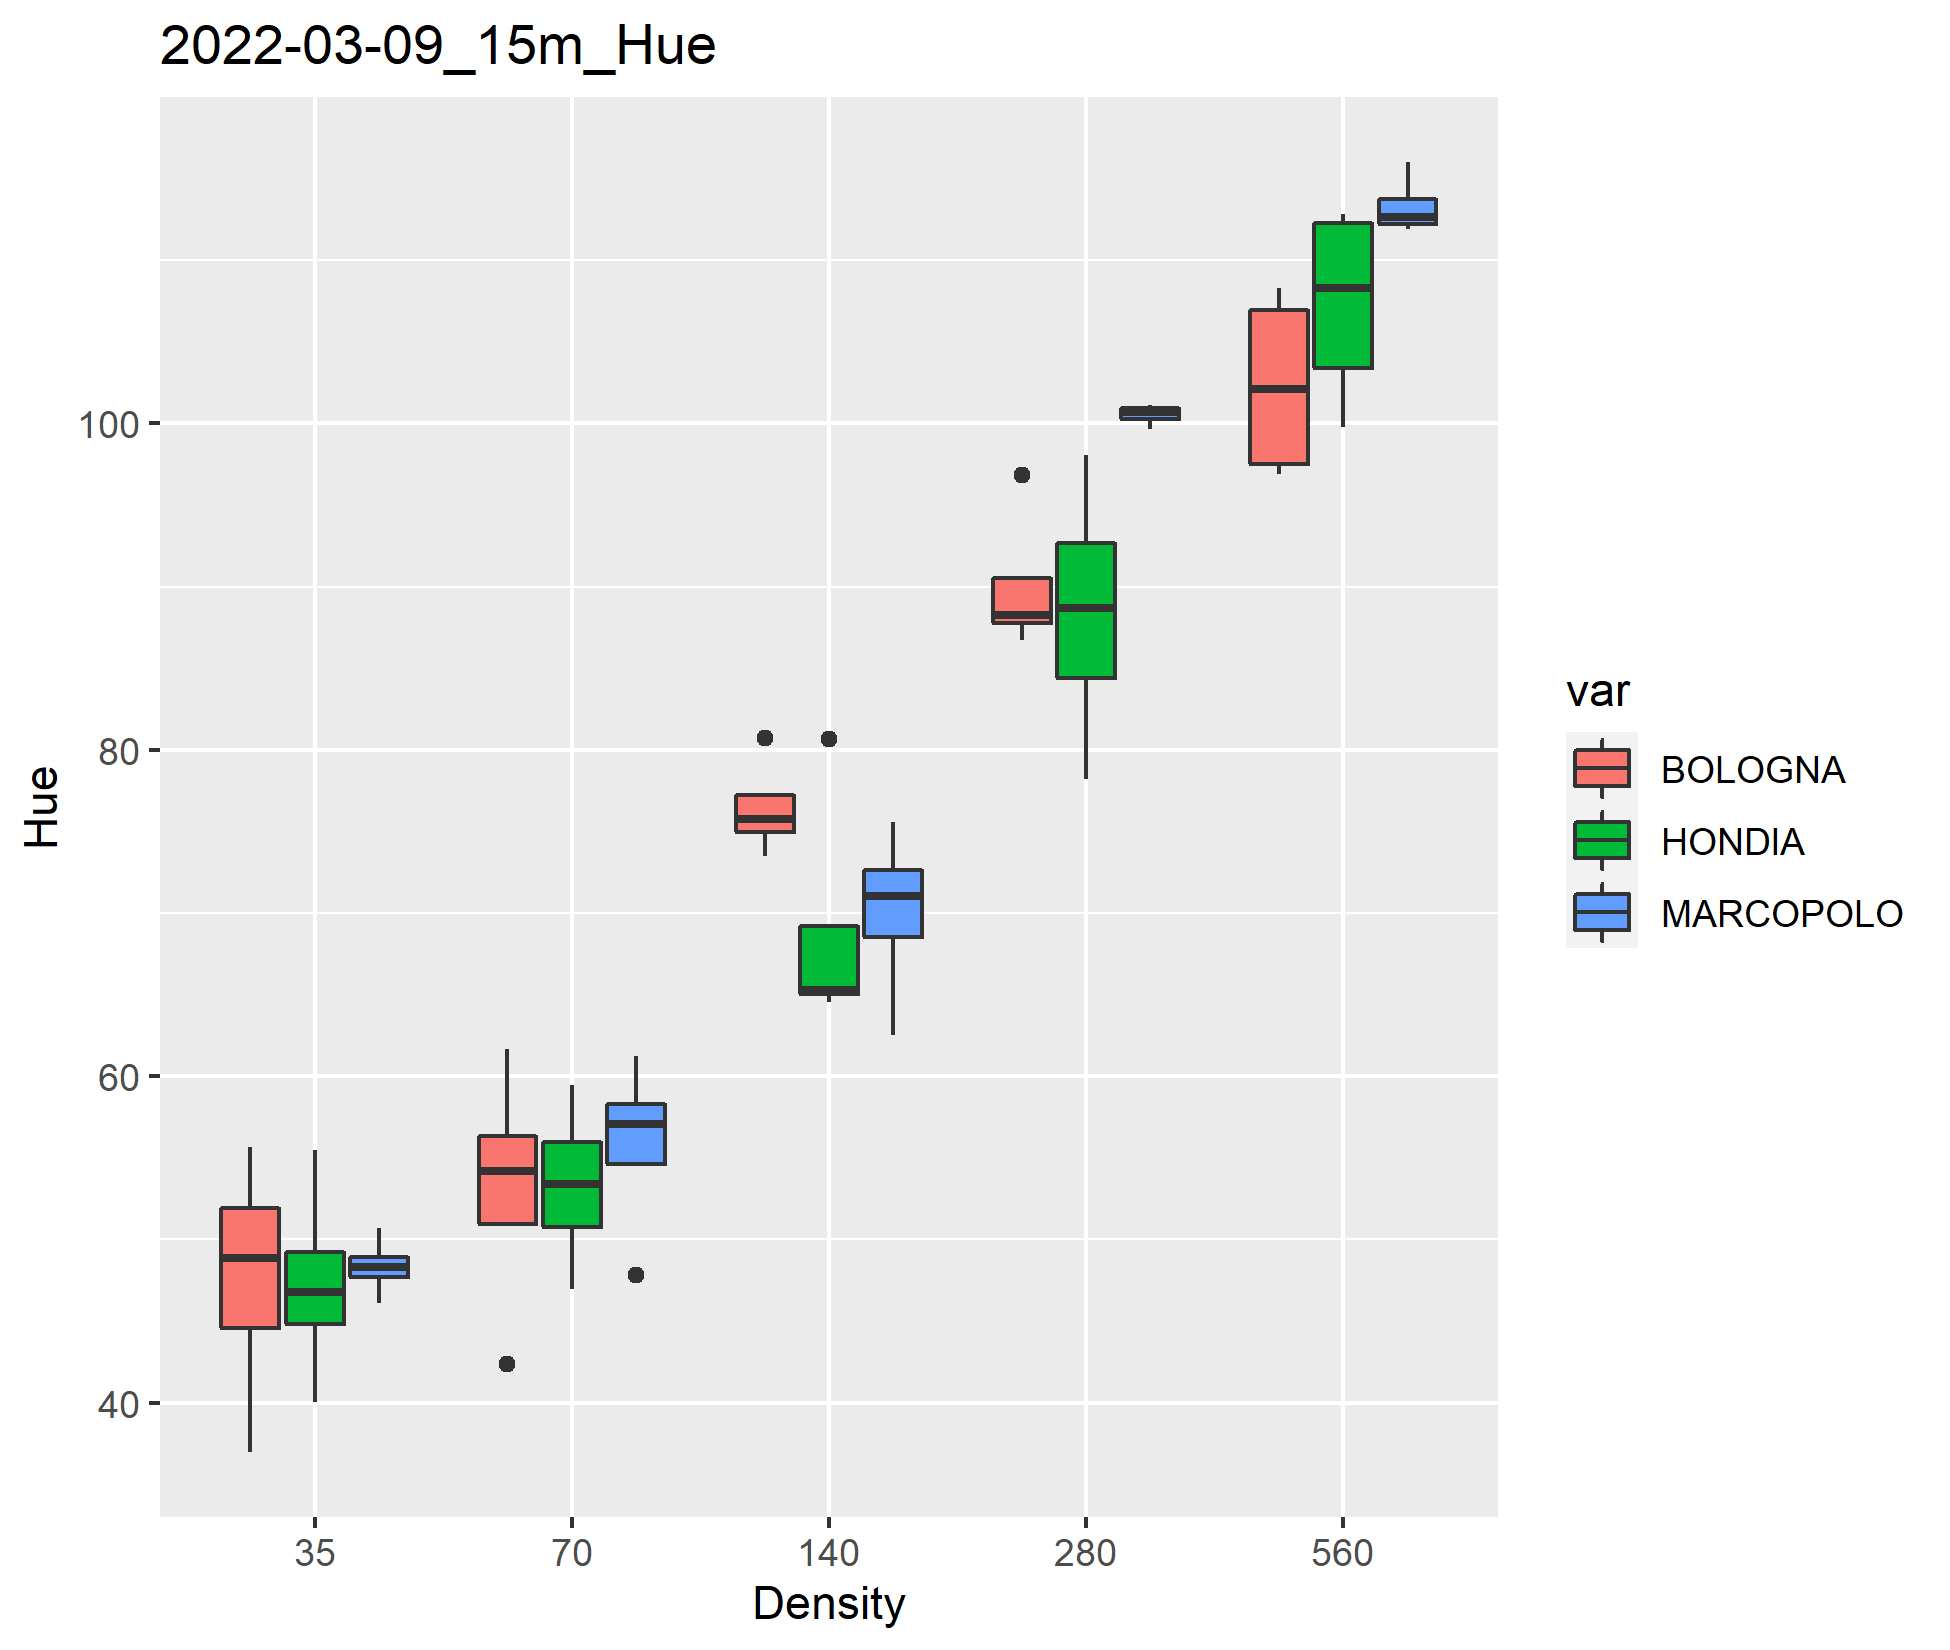 2022-03-09_15m_Hue
Hue
100
80
60
40
35 70 140 280 560
Density
var
BOLOGNA
HONDIA
MARCOPOLO